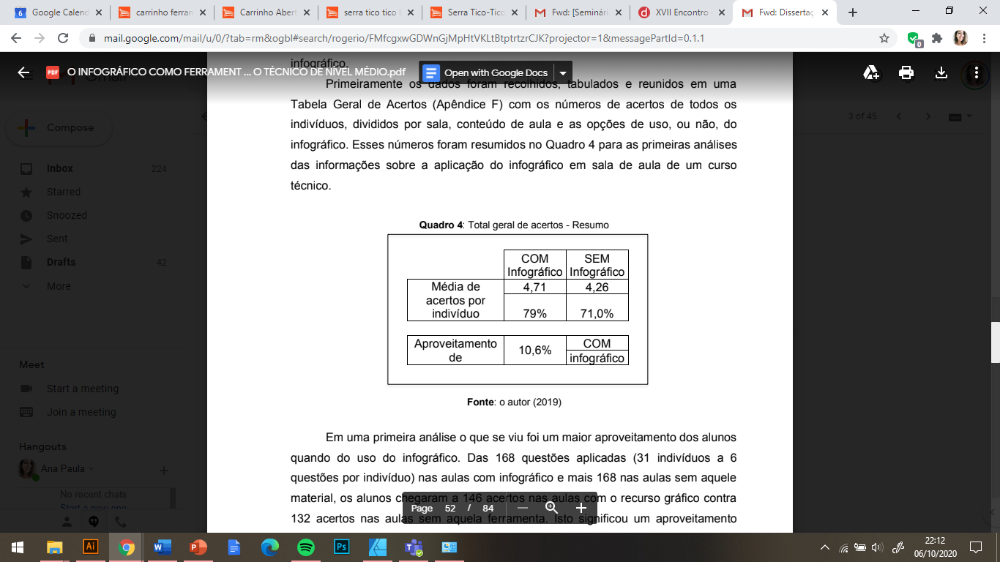 6 Google Calend
carrinho ferran
Carrinho Abert
serra tico tico l
Serra Tico-Tico
Fwd: [Seminári
XVII Encontro
Fwd: Dissertaç
mail.google.com/mail/u/0/?tab=rm&ogbl#search/rogerio/FMfcgxwGDWnGjMpHtVKLtBtptrtzrCJK?projector=1&messagePartId=0.1.1
0
infográfico.
PDF O INFOGRÁFICO COMO FERRAMENT ... O TÉCNICO DE NÍVEL MÉDIO.pdf
Open with Google Docs
Primeiramente os dados foram recolhidos, tabulados e reunidos em uma
Tabela Geral de Acertos (Apêndice F) com os números de acertos de todos os
indivíduos, divididos por sala, conteúdo de aula e as opções de uso, ou não, do
infográfico. Esses números foram resumidos no Quadro 4 para as primeiras análises
das informações sobre a aplicação do infográfico em sala de aula de um curso
técnico.
3 of 45
Compose
Inbox 224
Starred
Snoozed
Sent
Drafts 42
More
Quadro 4: Total geral de acertos - Resumo
COM Infográfico
SEM Infográfico
Média de acertos por indivíduo
4,71
4,26
79%
71,0%
Aproveitamento de
10,6%
COM
infográfico
Fonte: o autor (2019)
Meet
Start a meeting
Join a meeting
Hangouts
Ana Paula
No recent chats
Start a new one
Em uma primeira análise o que se viu foi um maior aproveitamento dos alunos
quando do uso do infográfico. Das 168 questões aplicadas (31 indivíduos a 6
questões por indivíduo) nas aulas com infográfico e mais 168 nas aulas sem aquele
material, os alunos chegaram a 146 acertos nas aulas com o recurso gráfico contra
132 acertos nas aulas sem aquela ferramenta. Isto significou um aproveitamento
Page 52 / 84
Ai
Ps
22:12
06/10/2020